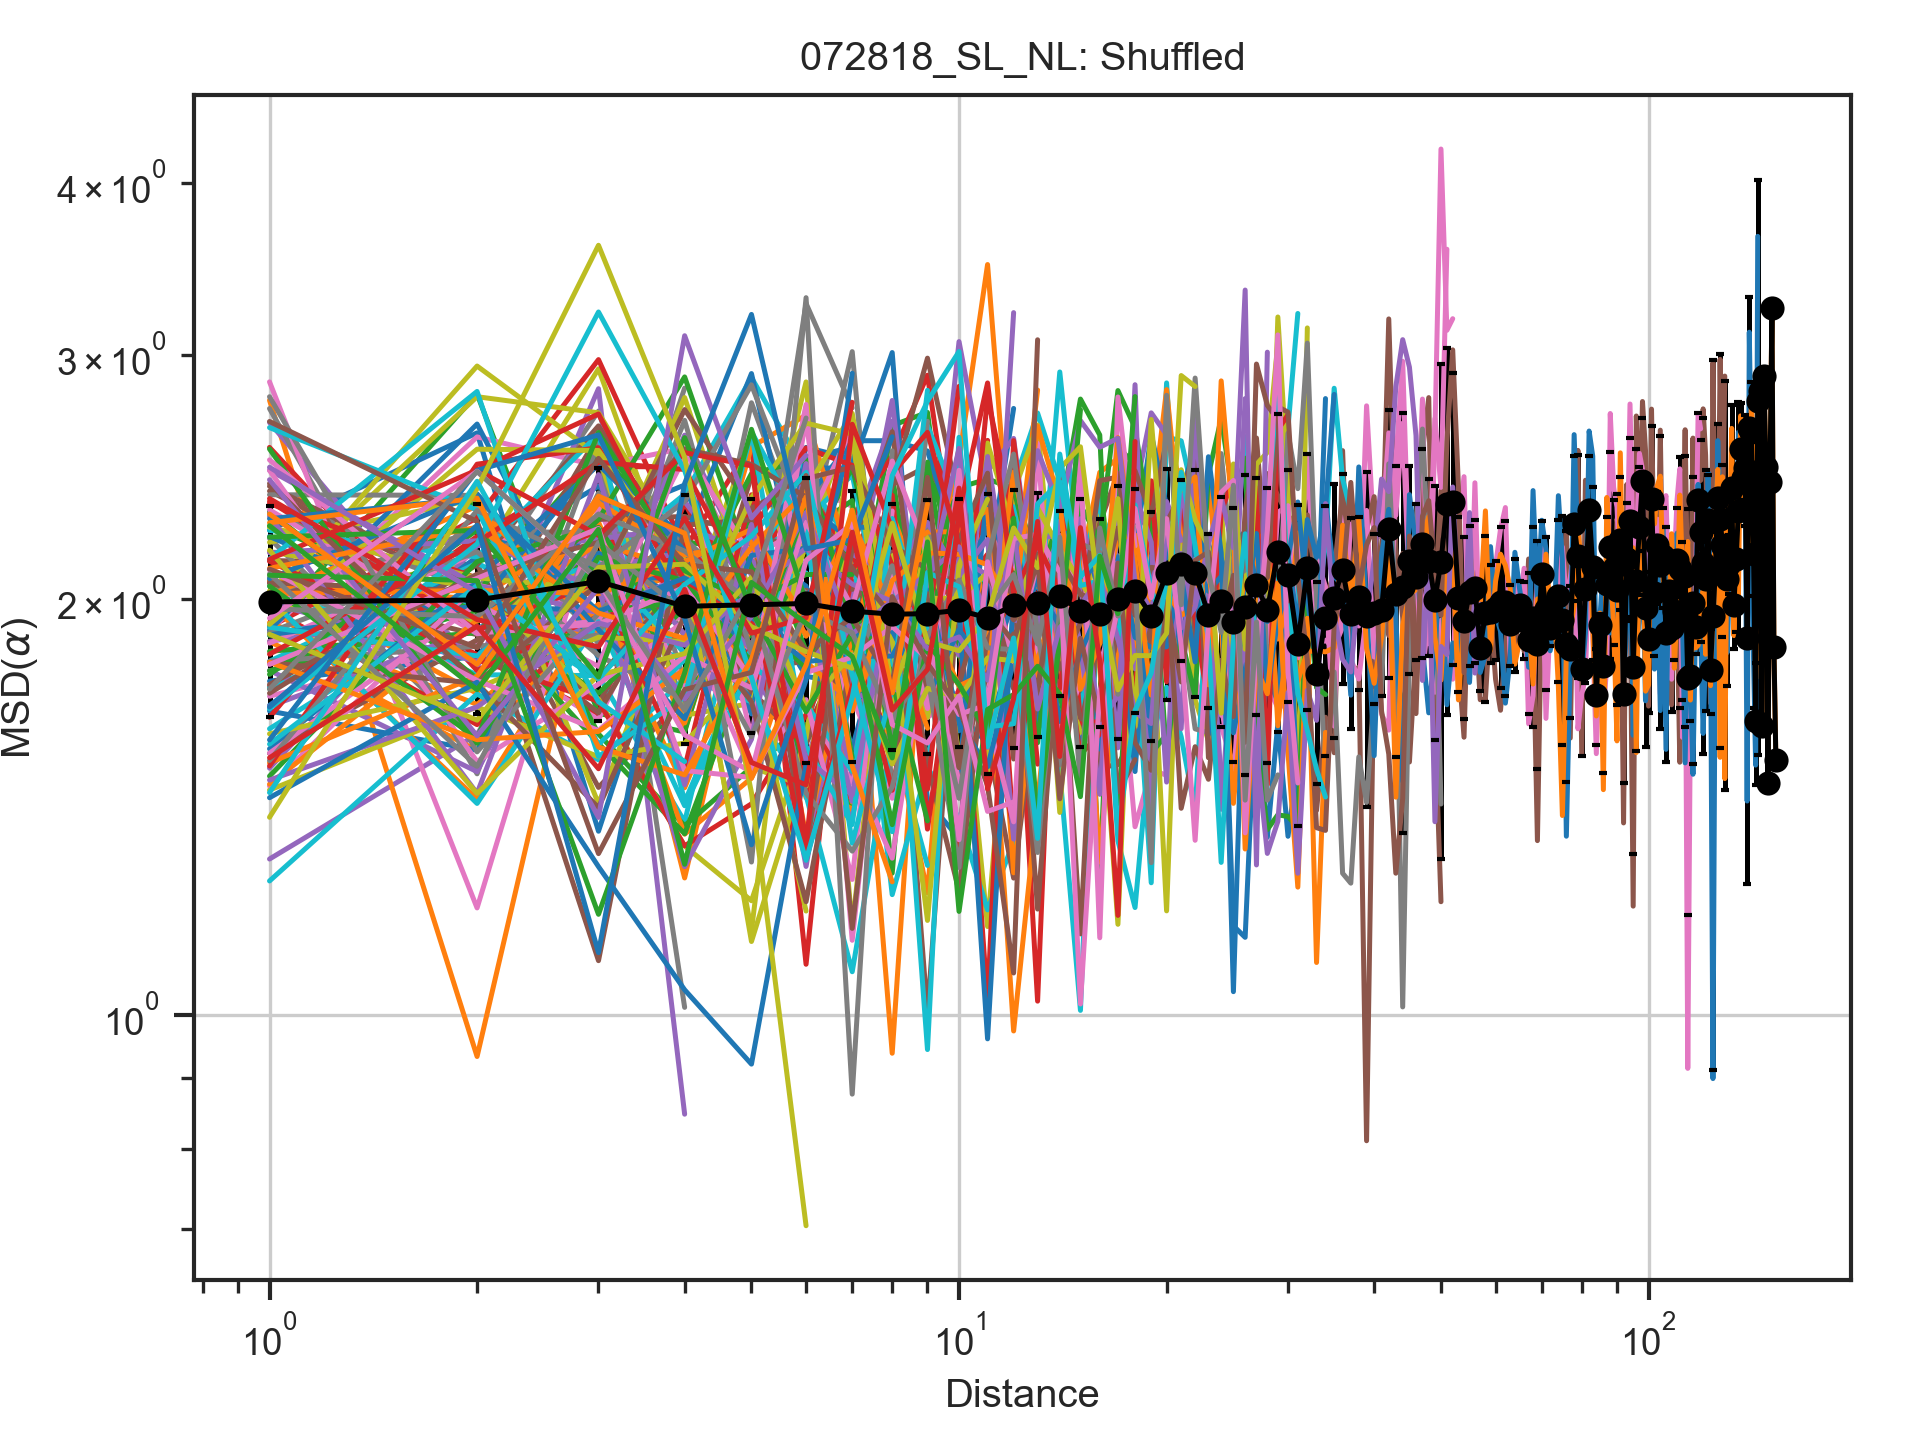 072818_SL_NL: Shuffled
4 × 10⁰
3 × 10⁰
2 × 10⁰
10⁰
MSD(α)
10⁰ 10¹ 10²
Distance